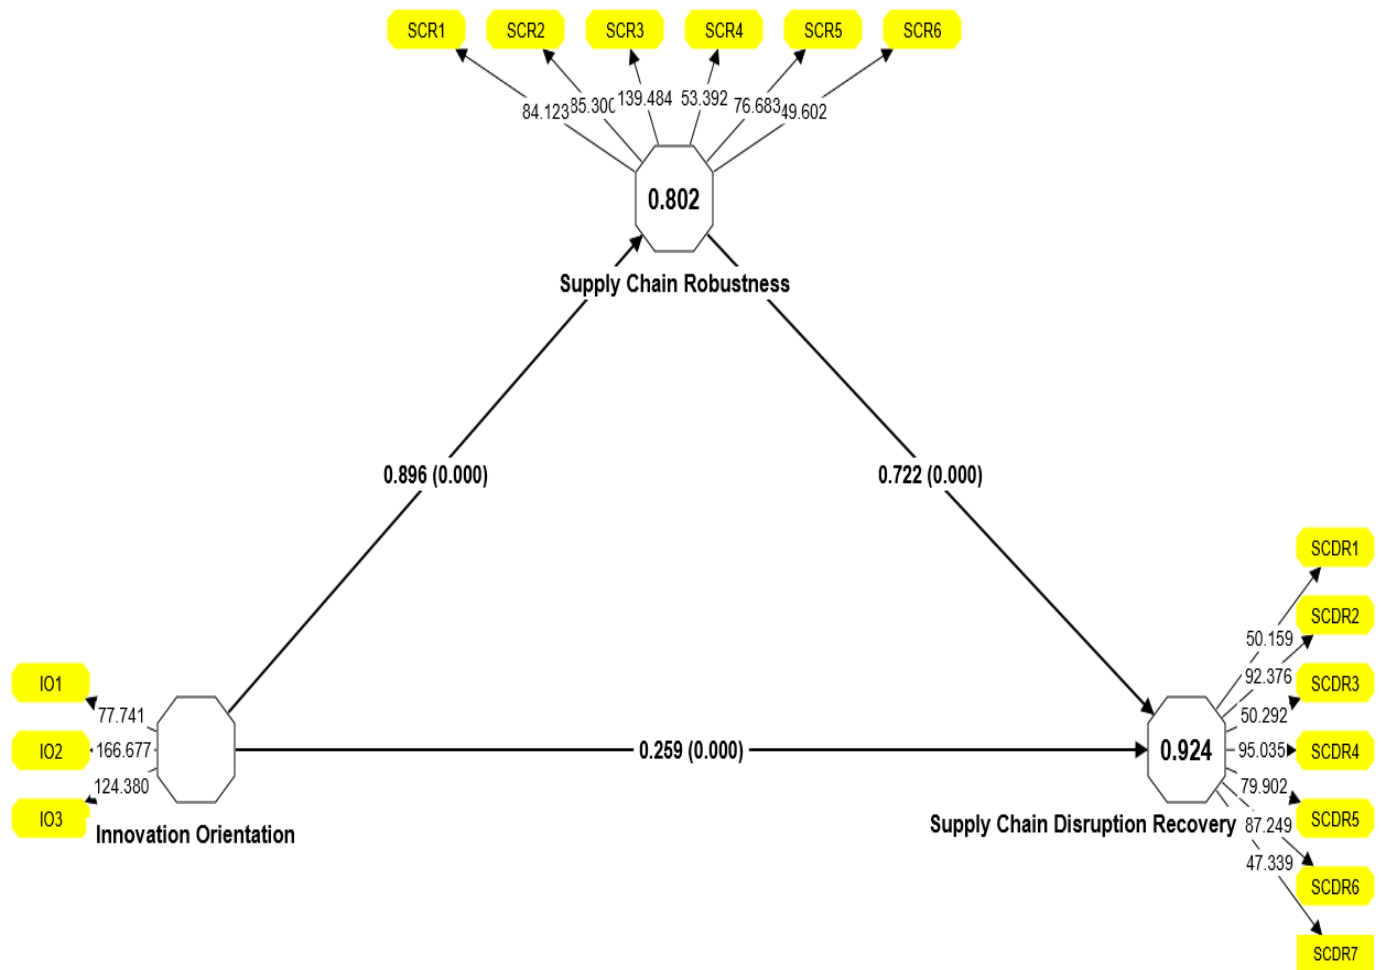 SCR1
SCR2
SCR3
SCR4
SCR5
SCR6
84.123
85.300
139.484
53.392
76.683
49.602
0.802
Supply Chain Robustness
0.896 (0.000)
0.722 (0.000)
SCDR1
SCDR2
SCDR3
SCDR4
SCDR5
SCDR6
SCDR7
50.159
92.376
50.292
95.035
79.902
87.249
47.339
IO1
IO2
IO3
77.741
166.677
124.380
0.259 (0.000)
0.924
Innovation Orientation
Supply Chain Disruption Recovery